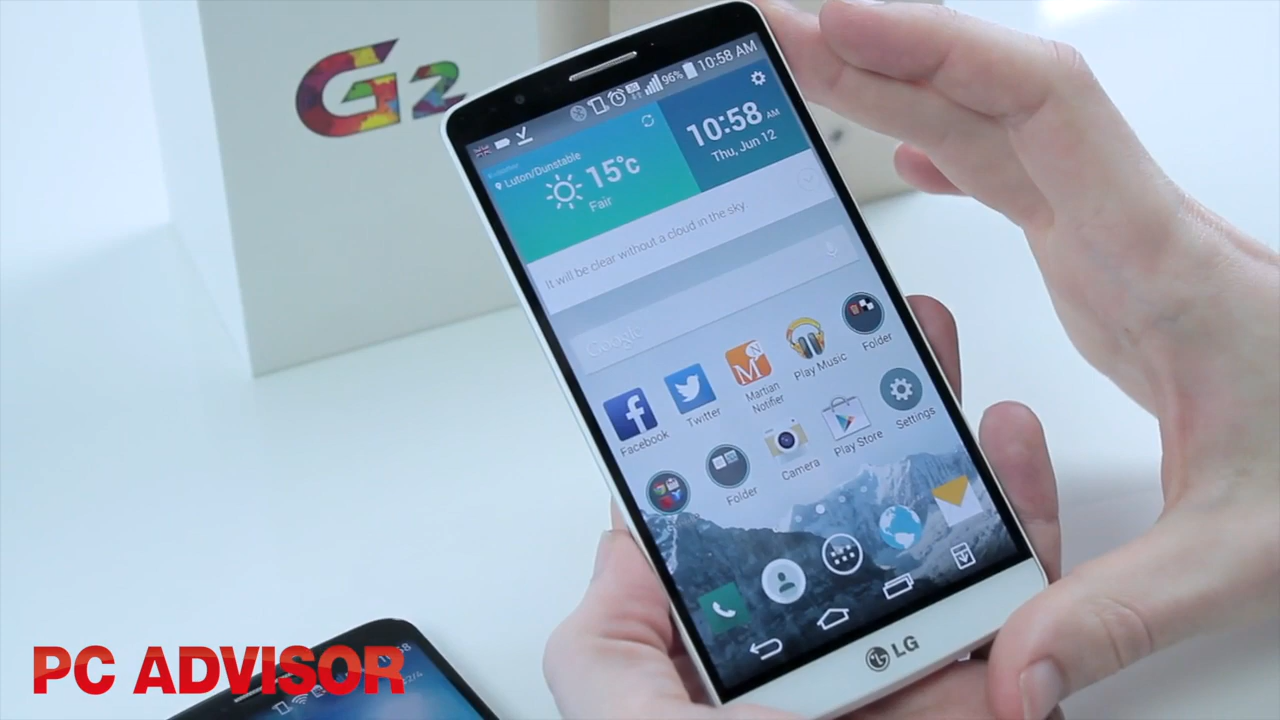 G2
96% 10:58 AM
Luton/Dunstable
15°C
Fair
10:58 AM
Thu, Jun 12
It will be clear without a cloud in the sky.
Google
Facebook
Twitter
Martian
Notifier
Play Music
Folder
Folder
Camera
Play Store
Settings
LG
PC ADVISOR